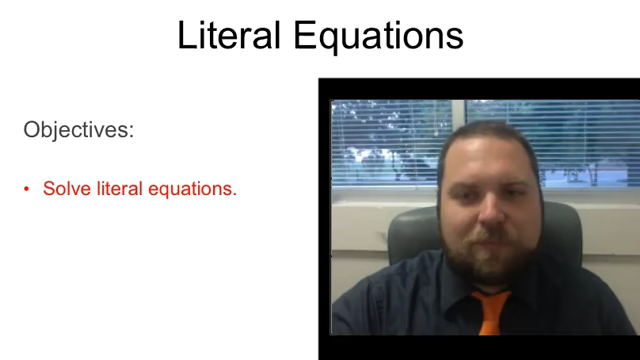 Literal Equations
Objectives:
• Solve literal equations.